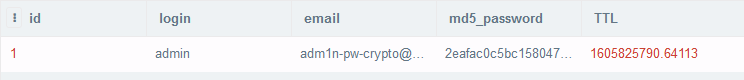 id login email md5_password TTL
1 admin adm1n-pw-crypto@... 2eafac0c5bc158047... 1605825790.64113